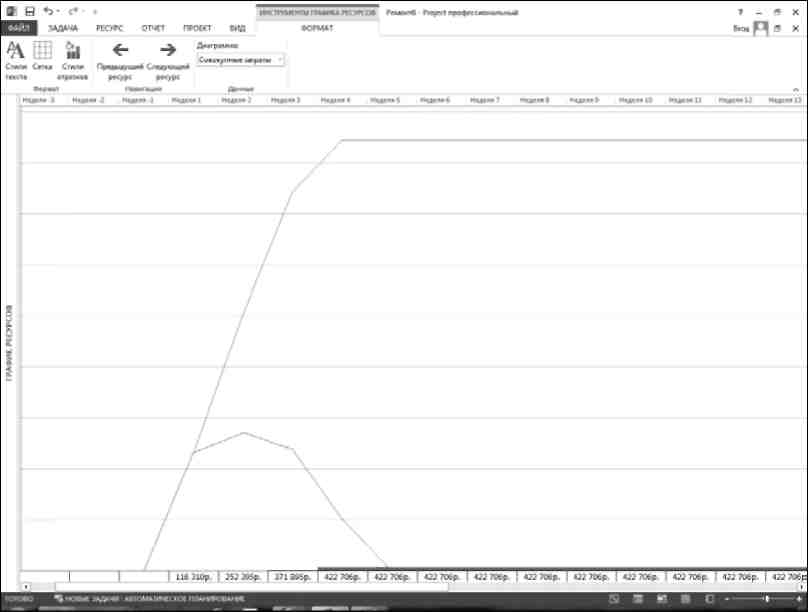 ИНСТРУМЕНТЫ ГРАФИКА РЕСУРСОВ
Ремонт6 - Project профессиональный
ФАЙЛ ЗАДАЧА РЕСУРС ОТЧЕТ ПРОЕКТ ВИД ФОРМАТ Вход
Диаграмма:
Совокупные затраты
Стили текста Сетка Стили отрезков Предыдущий ресурс Следующий ресурс
Формат Навигация Данные
Неделя -3 Неделя -2 Неделя -1 Неделя 1 Неделя 2 Неделя 3 Неделя 4 Неделя 5 Неделя 6 Неделя 7 Неделя 8 Неделя 9 Неделя 10 Неделя 11 Неделя 12 Неделя 13
ГРАФИК РЕСУРСОВ
116 310р. 252 395р. 371 895р. 422 706р. 422 706р. 422 706р. 422 706р. 422 706р. 422 706р. 422 706р. 422 706р. 422 706р. 422 706р
ГОТОВО НОВЫЕ ЗАДАЧИ : АВТОМАТИЧЕСКОЕ ПЛАНИРОВАНИЕ